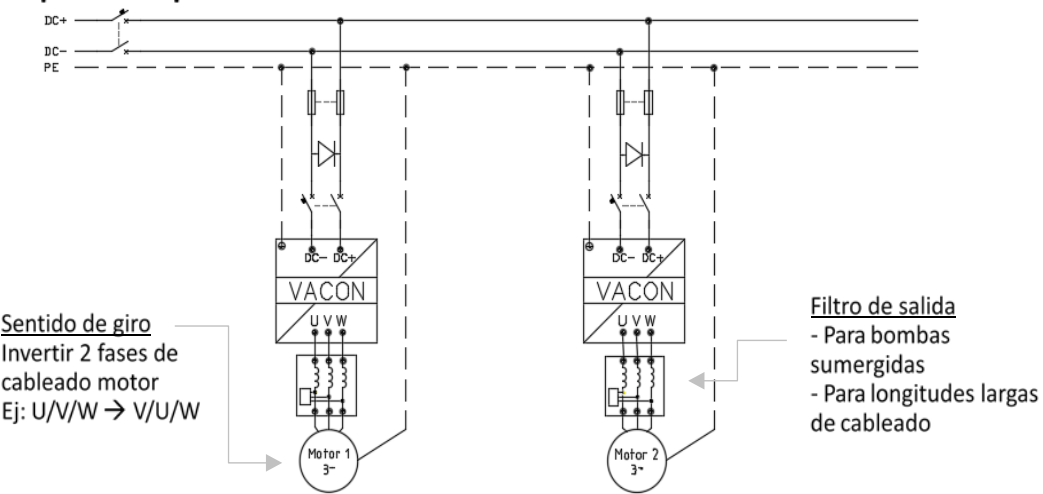 DC+
DC-
PE
DC- DC+
VACON
U V W
Motor 1
3~
DC- DC+
VACON
U V W
Motor 2
3~
Sentido de giro
Invertir 2 fases de
cableado motor
Ej: U/V/W → V/U/W
Filtro de salida
- Para bombas
sumergidas
- Para longitudes largas
de cableado